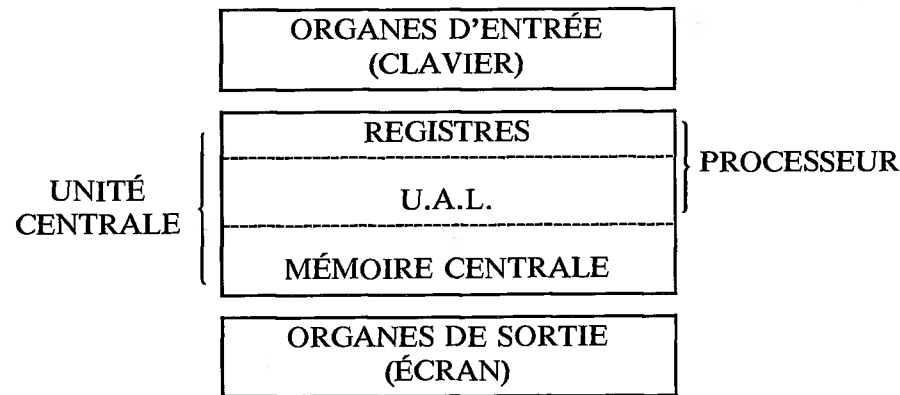 ORGANES D'ENTRÉE
(CLAVIER)
REGISTRES
PROCESSEUR
UNITÉ
CENTRALE
U.A.L.
MÉMOIRE CENTRALE
ORGANES DE SORTIE
(ÉCRAN)